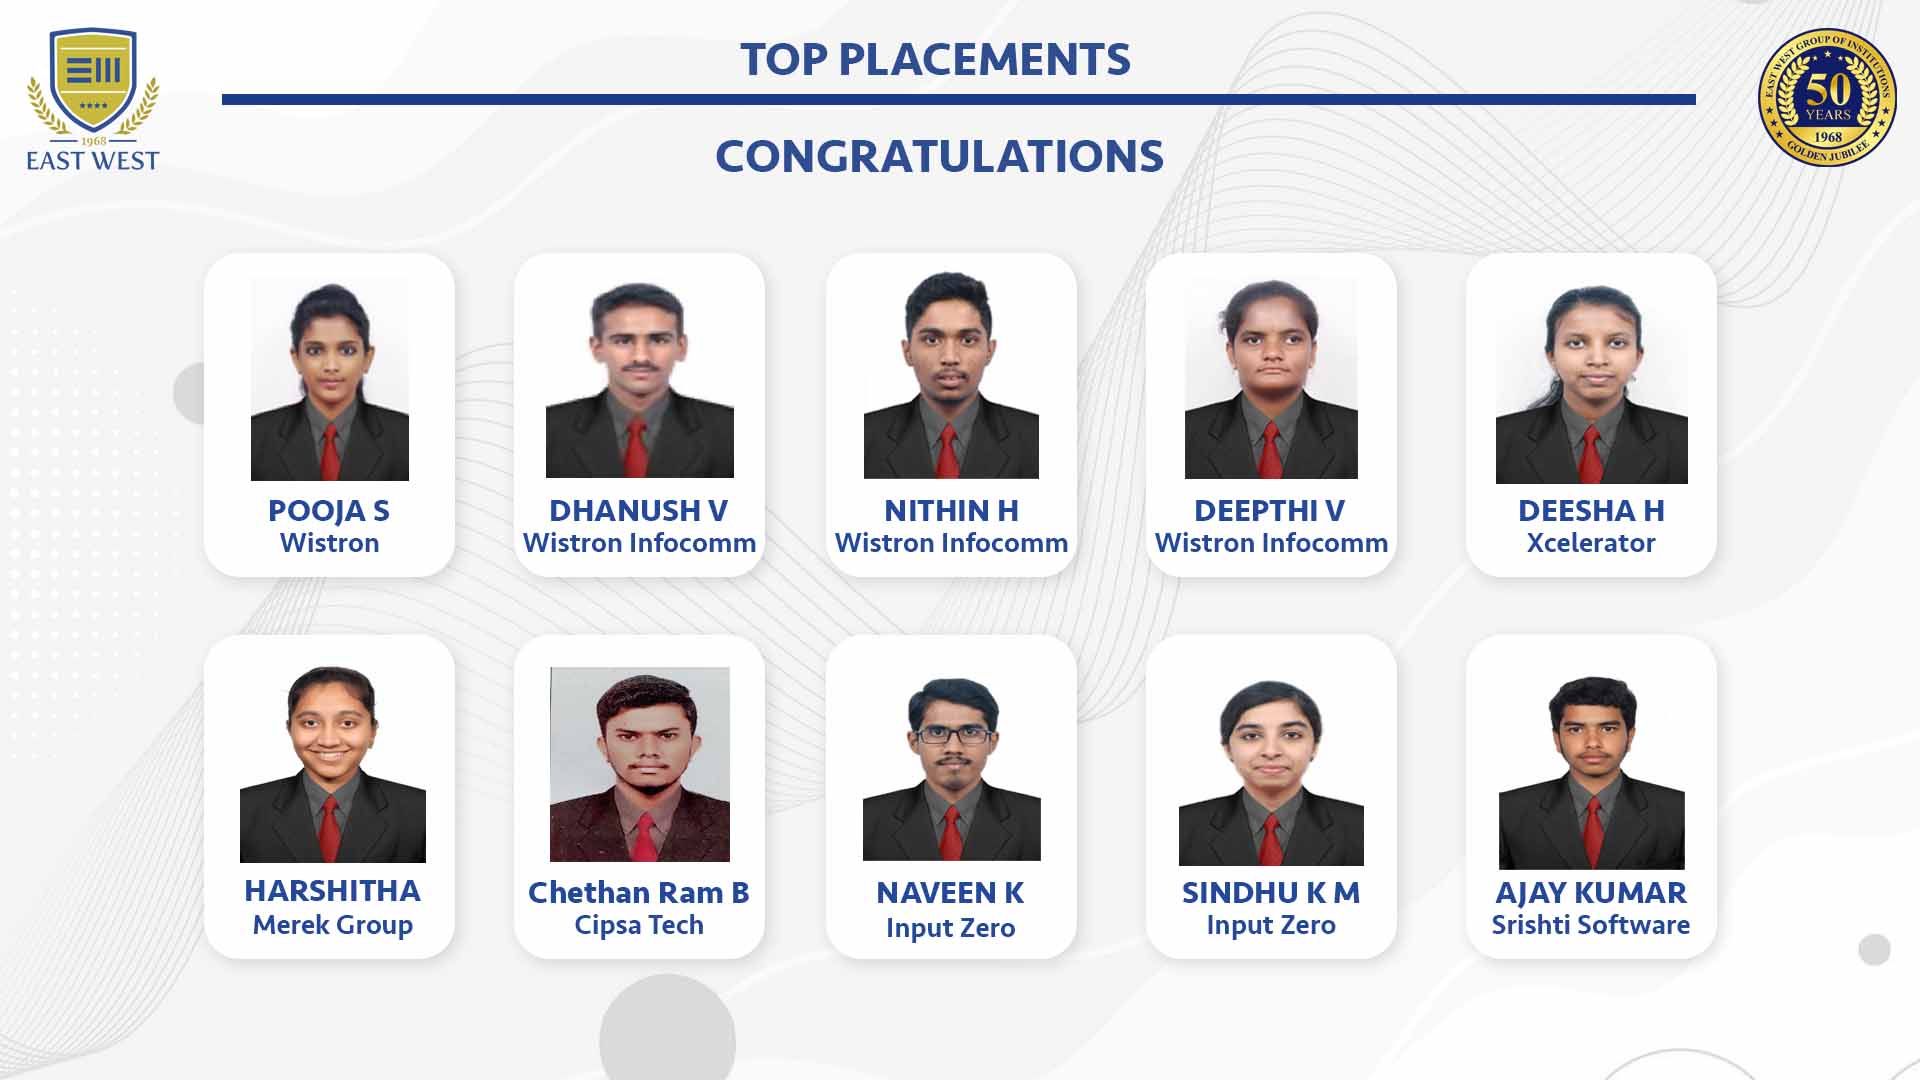 1968
EAST WEST
TOP PLACEMENTS
CONGRATULATIONS
EAST WEST GROUP OF INSTITUTIONS
50
YEARS
1968
GOLDEN JUBILEE
POOJA S
Wistron
DHANUSH V
Wistron Infocomm
NITHIN H
Wistron Infocomm
DEEPTHI V
Wistron Infocomm
DEESHA H
Xcelerator
HARSHITHA
Merek Group
Chethan Ram B
Cipsa Tech
NAVEEN K
Input Zero
SINDHU K M
Input Zero
AJAY KUMAR
Srishti Software